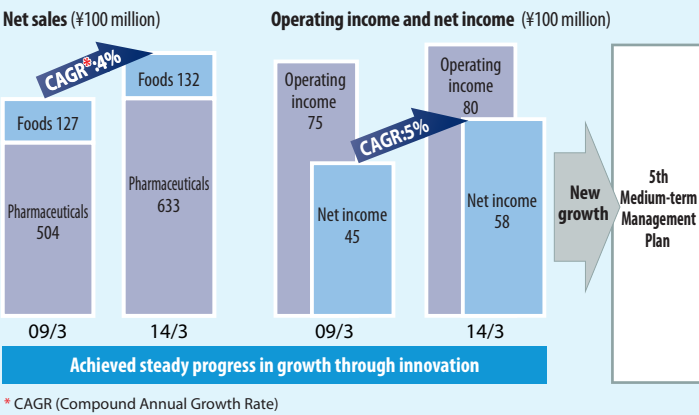 Net sales (¥100 million)
CAGR*:4%
Foods 127
Pharmaceuticals
504
09/3
Foods 132
Pharmaceuticals
633
14/3
Operating income and net income (¥100 million)
Operating
income
75
Net income
45
09/3
CAGR:5%
Operating
income
80
Net income
58
14/3
New
growth
5th
Medium-term
Management
Plan
Achieved steady progress in growth through innovation
* CAGR (Compound Annual Growth Rate)